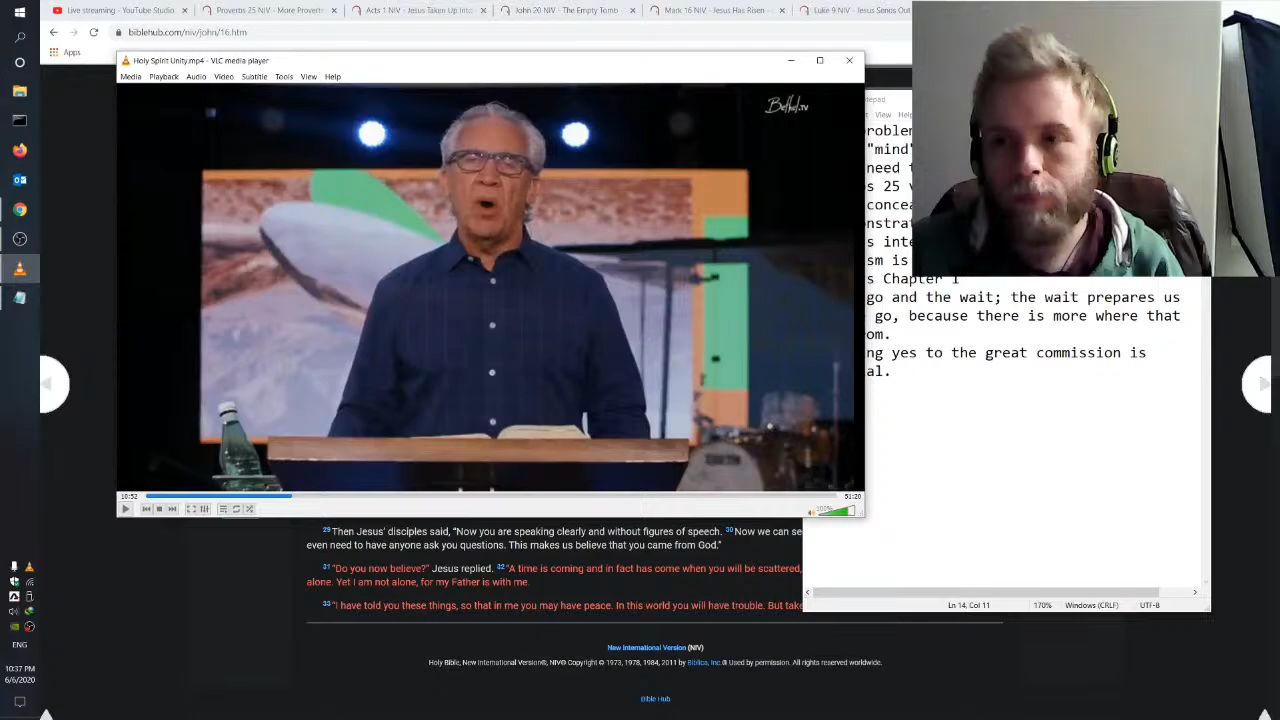 Live streaming - YouTube Studio
Proverbs 25 NIV - More Proverbs
Acts 1 NIV - Jesus Taken Up Into
John 20 NIV - The Empty Tomb -
Mark 16 NIV - Jesus Has Risen -
Luke 9 NIV - Jesus Sends Out
biblehub.com/niv/john/16.htm
Apps
Holy Spirit Unity.mp4 - VLC media player
Media Playback Audio Video Subtitle Tools View Help
Bethel.TV
10:52
51:20
100%
View Help
"mind"
need
25
go and the wait; the wait prepares us
go, because there is more where that
yes to the great commission is
Chapter 1
29 Then Jesus' disciples said, "Now you are speaking clearly and without figures of speech. 30 Now we can se
even need to have anyone ask you questions. This makes us believe that you came from God."
31 "Do you now believe?" Jesus replied. 32 "A time is coming and in fact has come when you will be scattered,
alone. Yet I am not alone, for my Father is with me.
33 "I have told you these things, so that in me you may have peace. In this world you will have trouble. But take
Ln 14, Col 11
170%
Windows (CRLF)
UTF-8
New International Version (NIV)
Holy Bible, New International Version®, NIV® Copyright © 1973, 1978, 1984, 2011 by Biblica, Inc.® Used by permission. All rights reserved worldwide.
Bible Hub
ENG
10:37 PM
6/6/2020